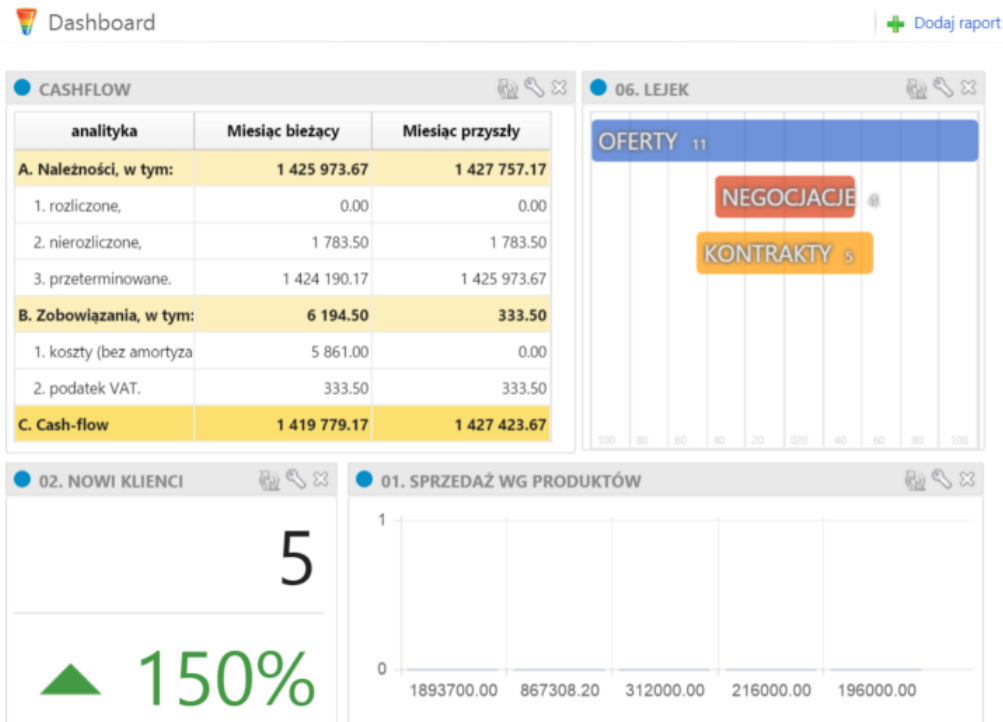 Dashboard
Dodaj raport
CASHFLOW
analityka Miesiąc bieżący Miesiąc przyszły
A. Należności, w tym: 1 425 973.67 1 427 757.17
1. rozliczone, 0.00 0.00
2. nierozliczone, 1 783.50 1 783.50
3. przeterminowane. 1 424 190.17 1 425 973.67
B. Zobowiązania, w tym: 6 194.50 333.50
1. koszty (bez amortyza 5 861.00 0.00
2. podatek VAT. 333.50 333.50
C. Cash-flow 1 419 779.17 1 427 423.67
06. LEJEK
OFERTY 11
NEGOCJACJE
KONTRAKTY 5
100 80 60 40 20 020 40 60 80 100
02. NOWI KLIENCI
5
150%
01. SPRZEDAŻ WG PRODUKTÓW
1
0
1893700.00 867308.20 312000.00 216000.00 196000.00